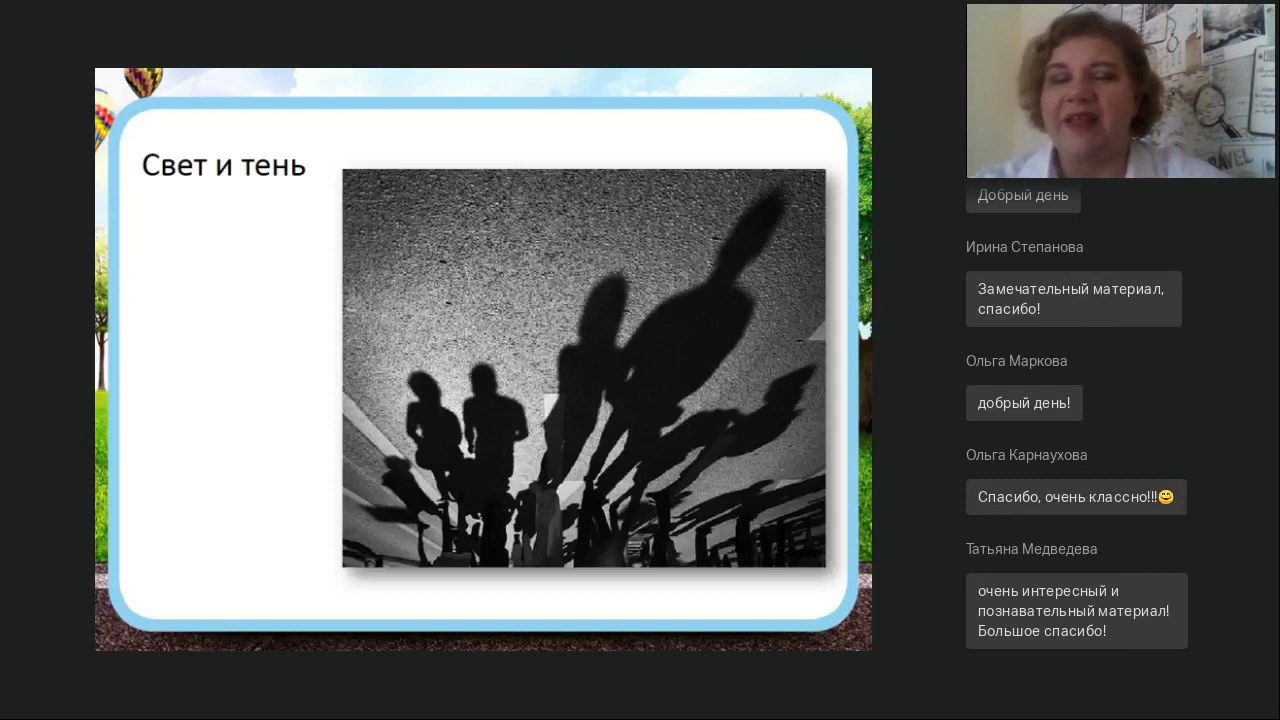 Свет и тень
TRAVEL
Добрый день
Ирина Степанова
Замечательный материал,
спасибо!
Ольга Маркова
добрый день!
Ольга Карнаухова
Спасибо, очень классно!!!😊
Татьяна Медведева
очень интересный и
познавательный материал!
Большое спасибо!